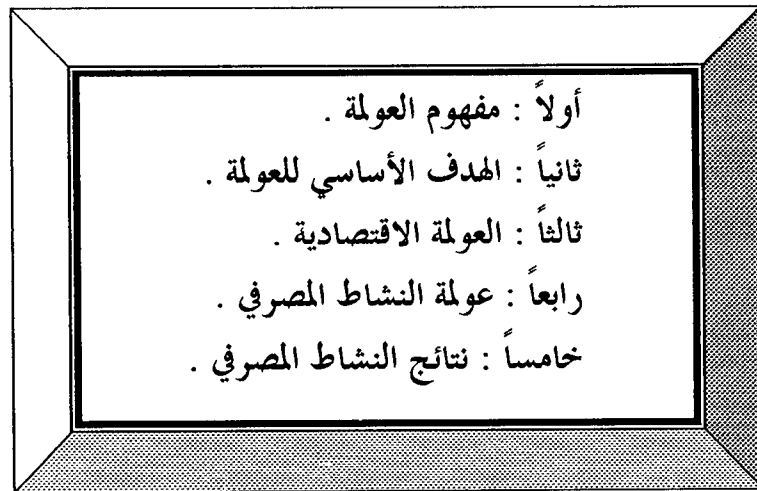 أولاً : مفهوم العولمة .
ثانياً : الهدف الأساسي للعولمة .
ثالثاً : العولمة الاقتصادية .
رابعاً : عولمة النشاط المصرفي .
خامساً : نتائج النشاط المصرفي .